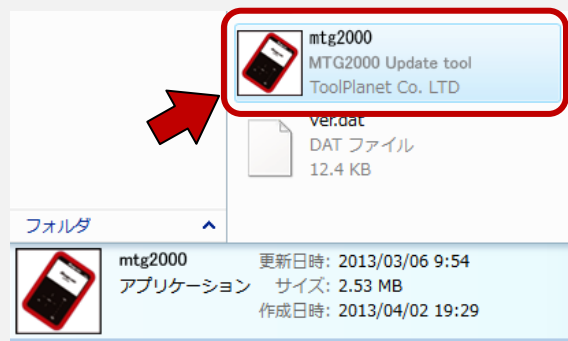 mtg2000
MTG2000 Update tool
ToolPlanet Co. LTD
ver.dat
DAT ファイル
12.4 KB
フォルダ
mtg2000
更新日時: 2013/03/06 9:54
アプリケーション
サイズ: 2.53 MB
作成日時: 2013/04/02 19:29